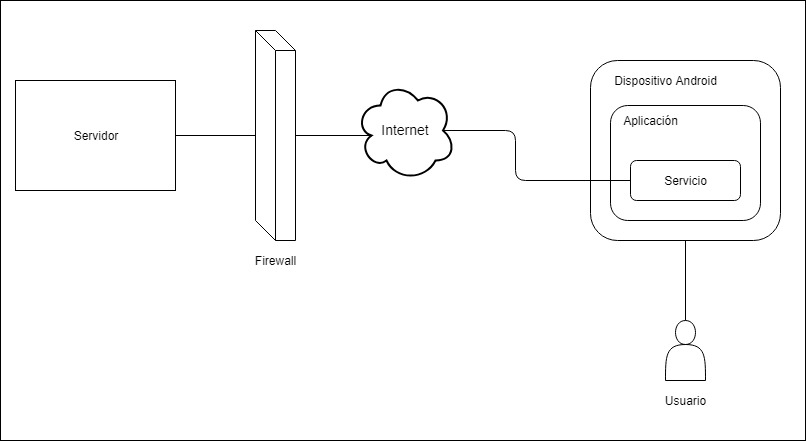 Dispositivo Android
Aplicación
Internet
Servidor
Servicio
Firewall
Usuario